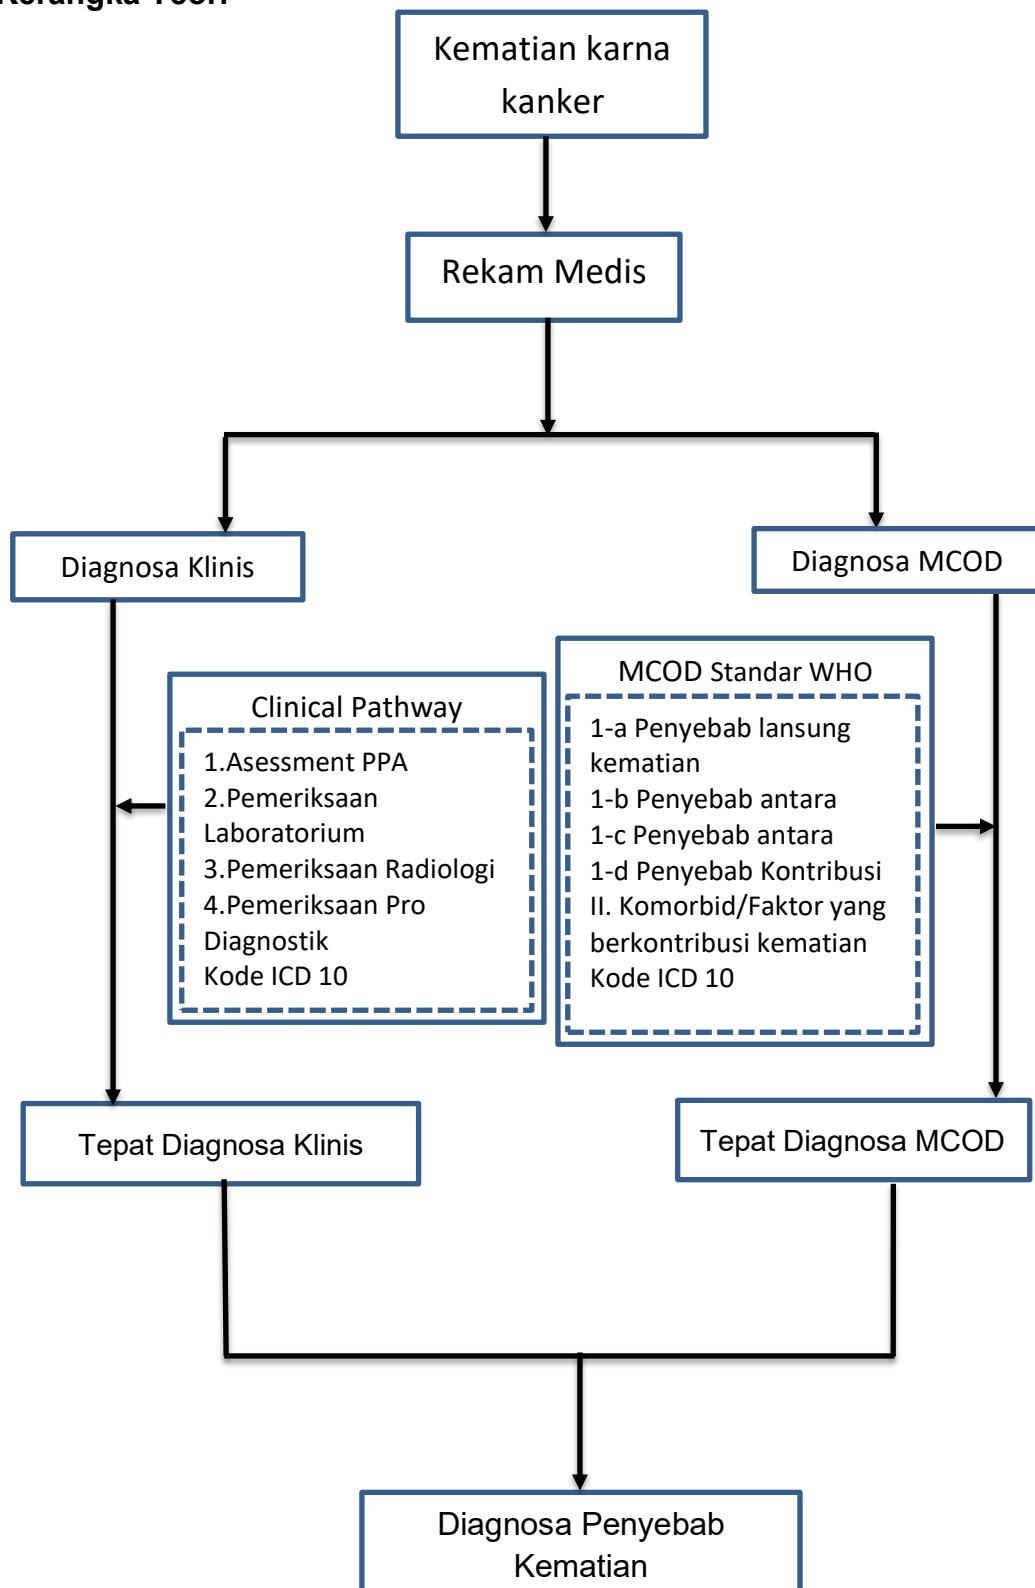 Kerangka Teori
Kematian karna
kanker
Rekam Medis
Diagnosa Klinis
Diagnosa MCOD
Clinical Pathway
1.Asessment PPA
2.Pemeriksaan
Laboratorium
3.Pemeriksaan Radiologi
4.Pemeriksaan Pro
Diagnostik
Kode ICD 10
MCOD Standar WHO
1-a Penyebab lansung
kematian
1-b Penyebab antara
1-c Penyebab antara
1-d Penyebab Kontribusi
II. Komorbid/Faktor yang
berkontribusi kematian
Kode ICD 10
Tepat Diagnosa Klinis
Tepat Diagnosa MCOD
Diagnosa Penyebab
Kematian